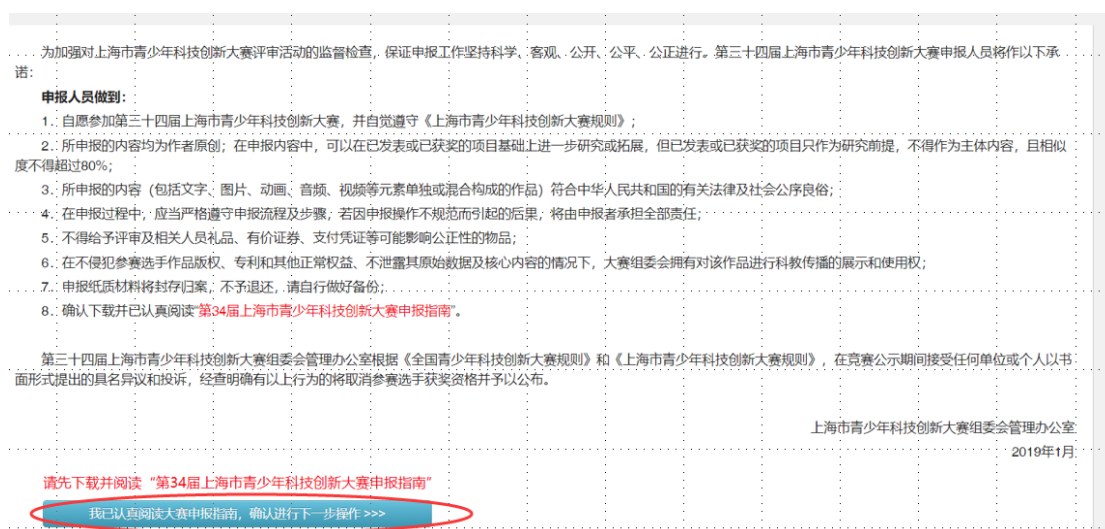 为加强对上海市青少年科技创新大赛评审活动的监督检查，保证申报工作坚持科学、客观、公开、公平、公正进行。第三十四届上海市青少年科技创新大赛申报人员将作以下承
诺：
申报人员做到：
1．自愿参加第三十四届上海市青少年科技创新大赛，并自觉遵守《上海市青少年科技创新大赛规则》；
2．所申报的内容均为作者原创；在申报内容中，可以在已发表或已获奖的项目基础上进一步研究或拓展，但已发表或已获奖的项目只作为研究前提，不得作为主体内容，且相似
度不得超过80%；
3．所申报的内容（包括文字、图片、动画、音频、视频等元素单独或混合构成的作品）符合中华人民共和国的有关法律及社会公序良俗；
4．在申报过程中，应当严格遵守申报流程及步骤，若因申报操作不规范而引起的后果，将由申报者承担全部责任；
5．不得给予评审及相关人员礼品、有价证券、支付凭证等可能影响公正性的物品；
6．在不侵犯参赛选手作品版权、专利和其他正常权益、不泄露其原始数据及核心内容的情况下，大赛组委会拥有对该作品进行科教传播的展示和使用权；
7．申报纸质材料将封存归案，不予退还，请自行做好备份；
8．确认下载并已认真阅读“第34届上海市青少年科技创新大赛申报指南”。
第三十四届上海市青少年科技创新大赛组委会管理办公室根据《全国青少年科技创新大赛规则》和《上海市青少年科技创新大赛规则》，在竞赛公示期间接受任何单位或个人以书
面形式提出的具名异议和投诉，经查明确有以上行为的将取消参赛选手获奖资格并予以公布。
上海市青少年科技创新大赛组委会管理办公室
2019年1月
请先下载并阅读“第34届上海市青少年科技创新大赛申报指南”
我已认真阅读大赛申报指南，确认进行下一步操作 >>>